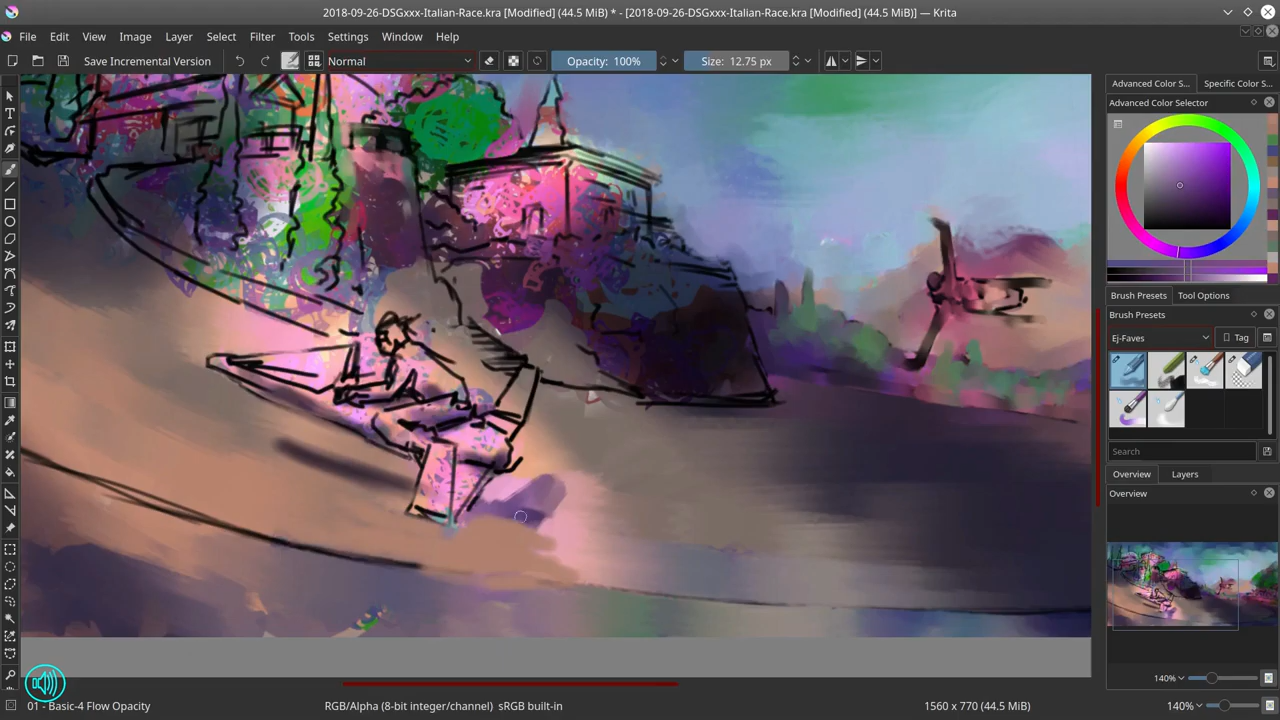 2018-09-26-DSGxxx-Italian-Race.kra [Modified] (44.5 MiB) * - [2018-09-26-DSGxxx-Italian-Race.kra [Modified] (44.5 MiB)] — Krita
File Edit View Image Layer Select Filter Tools Settings Window Help
Save Incremental Version Normal Opacity: 100% Size: 12.75 px
Advanced Color S... Specific Color S...
Advanced Color Selector
Brush Presets Tool Options
Brush Presets
Ej-Faves Tag
Search
Overview Layers
Overview
140%
01 - Basic-4 Flow Opacity RGB/Alpha (8-bit integer/channel) sRGB built-in 1560 x 770 (44.5 MiB) 140%